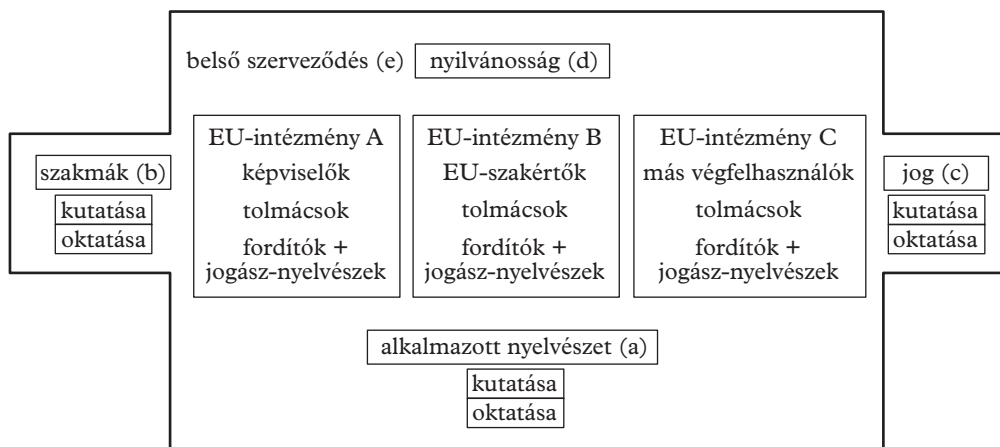 belső szerveződés (e) nyilvánosság (d)
EU-intézmény A
képviselők
tolmácsok
fordítók +
jogász-nyelvészek
EU-intézmény B
EU-szakértők
tolmácsok
fordítók +
jogász-nyelvészek
EU-intézmény C
más végfelhasználók
tolmácsok
fordítók +
jogász-nyelvészek
szakmák (b)
kutatása
oktatása
jog (c)
kutatása
oktatása
alkalmazott nyelvészet (a)
kutatása
oktatása